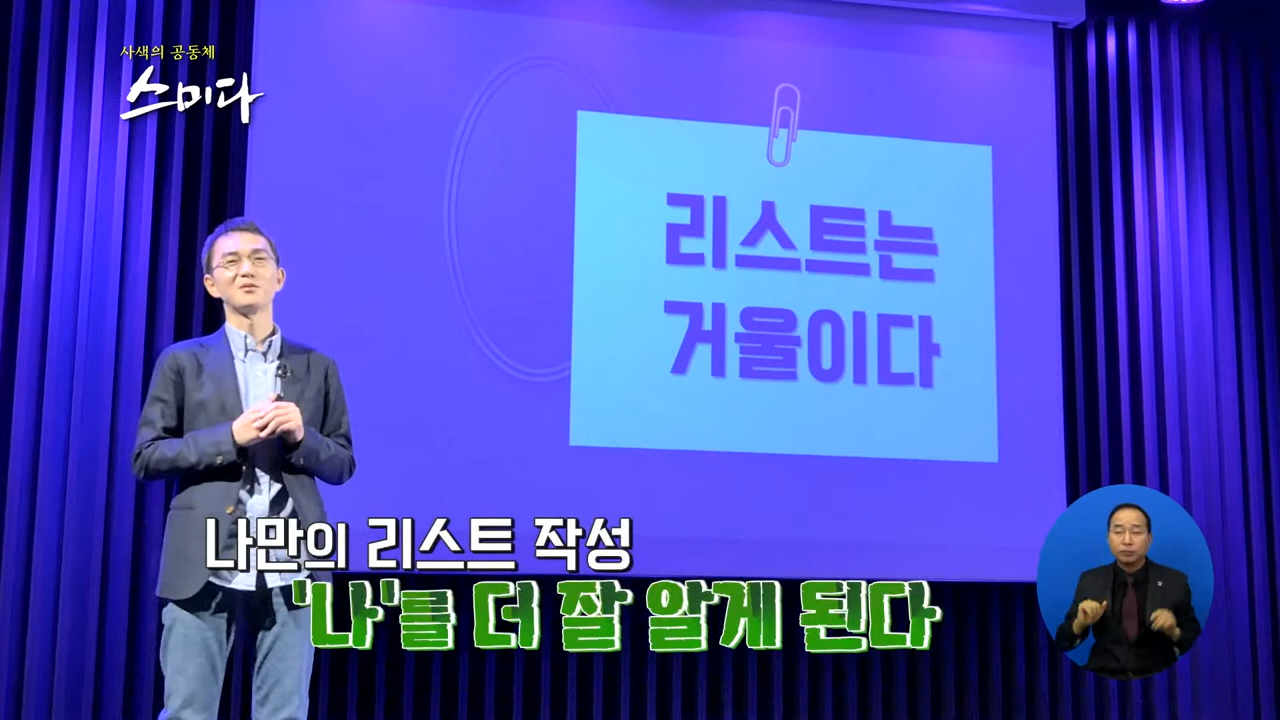 사색의 공동체
스미다
리스트는
거울이다
나만의 리스트 작성
'나'를 더 잘 알게 된다